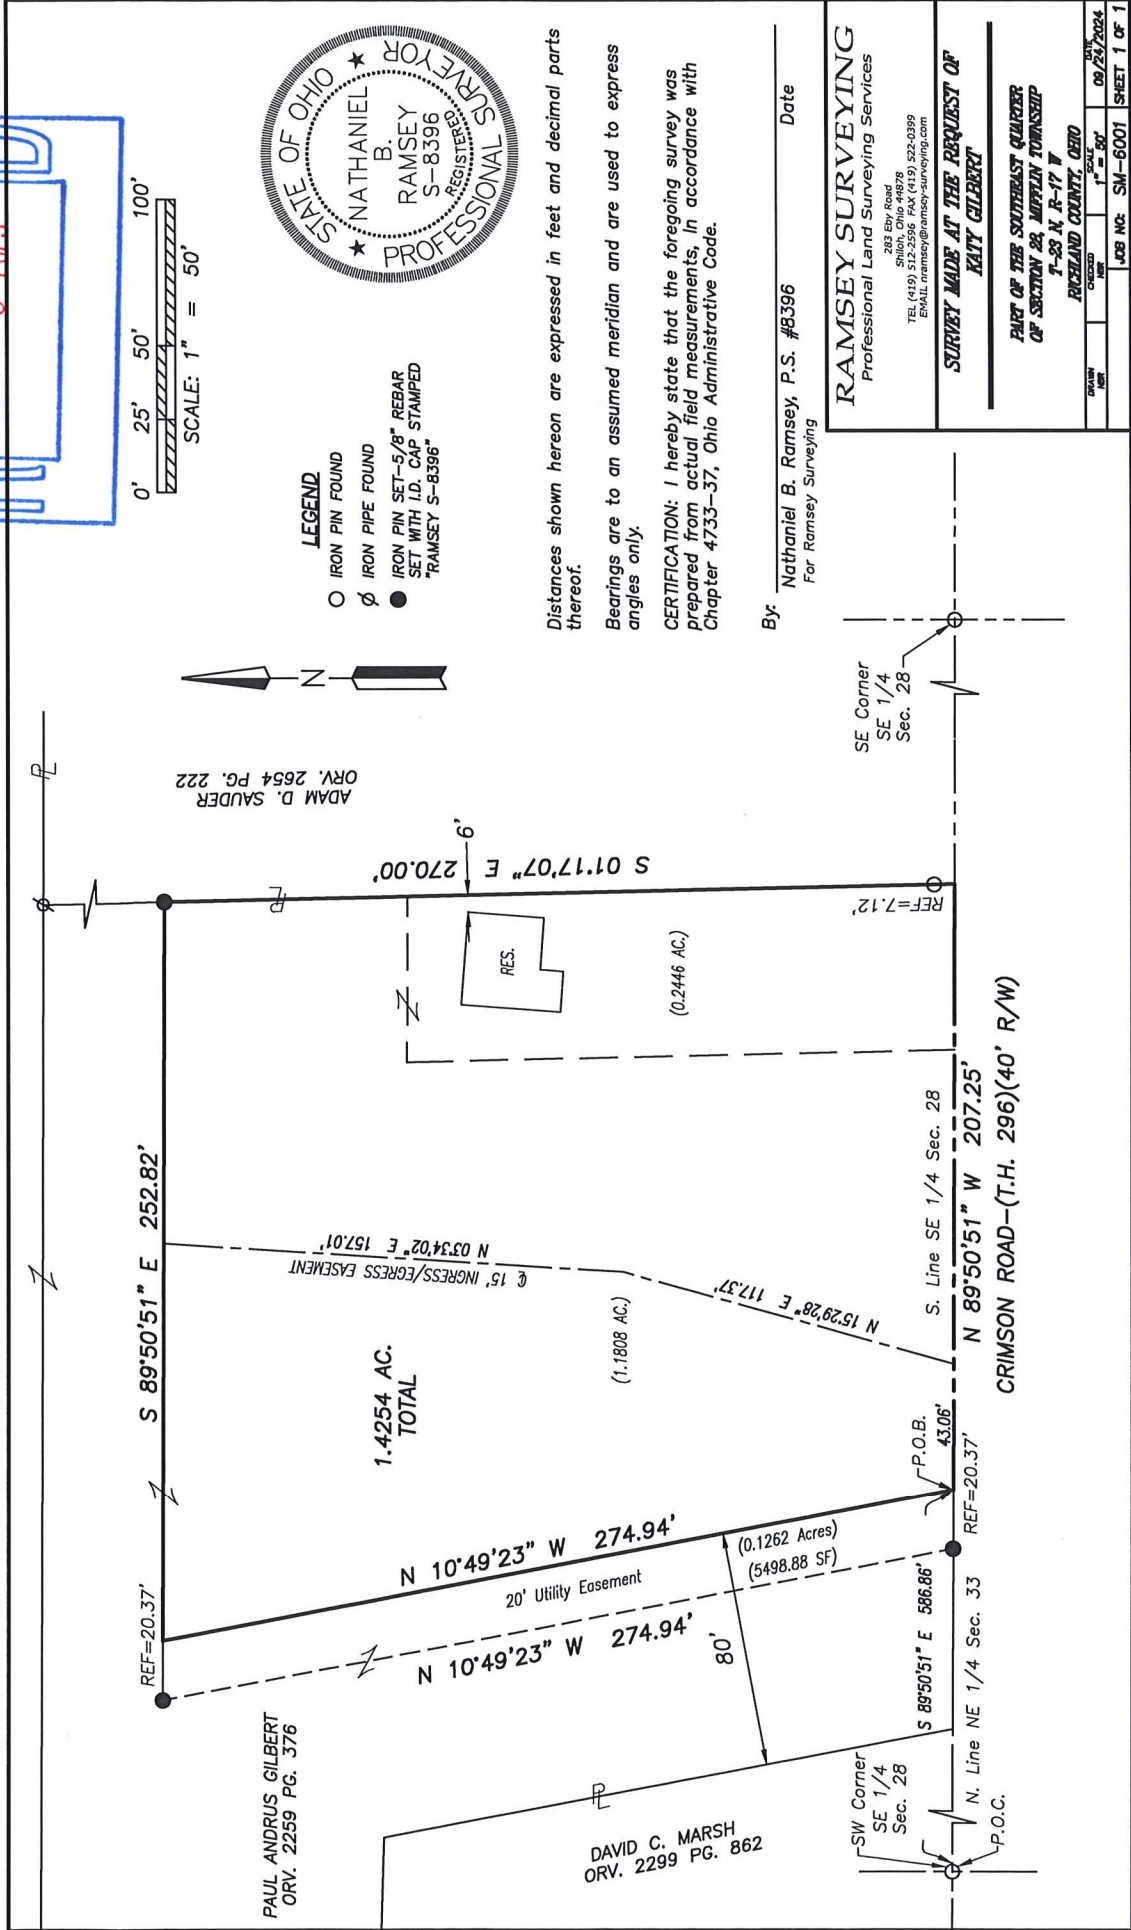 0' 25' 50' 100'
SCALE: 1" = 50'
LEGEND
IRON PIN FOUND
IRON PIPE FOUND
IRON PIN SET-5/8" REBAR
SET WITH I.D. CAP STAMPED
"RAMSEY S-8396"
STATE OF OHIO
NATHANIEL
B.
RAMSEY
S-8396
REGISTERED
PROFESSIONAL SURVEYOR
Distances shown hereon are expressed in feet and decimal parts
thereof.
Bearings are to an assumed meridian and are used to express
angles only.
CERTIFICATION: I hereby state that the foregoing survey was
prepared from actual field measurements, in accordance with
Chapter 4733-37, Ohio Administrative Code.
By:
Nathaniel B. Ramsey, P.S. #8396 Date
For Ramsey Surveying
RAMSEY SURVEYING
Professional Land Surveying Services
283 Eby Road
Shiloh, Ohio 44878
TEL (419) 512-2596 FAX (419) 522-0399
EMAIL nramsey@ramsey-surveying.com
SURVEY MADE AT THE REQUEST OF
KATY GILBERT
PART OF THE SOUTHEAST QUARTER
OF SECTION 28, MIFFLIN TOWNSHIP
T-23 N, R-17 W
RICHLAND COUNTY, OHIO
DRAWN
NBR
CHECKED
NBR
SCALE
1" = 50'
DATE
09/24/2024
JOB NO: SM-6001
SHEET 1 OF 1
N
PL
ADAM D. SAUDER
ORV. 2654 PG. 222
S 89°50'51" E 252.82'
REF=20.37'
PAUL ANDRUS GILBERT
ORV. 2259 PG. 376
PL
S 01°17'07" E 270.00'
6'
RES.
(0.2446 AC.)
REF=7.12'
N 03°34'02" E 157.01'
℄ 15' INGRESS/EGRESS EASEMENT
N 15°29'28" E 117.37'
1.4254 AC.
TOTAL
(1.1808 AC.)
N 10°49'23" W 274.94'
20' Utility Easement
(0.1262 Acres)
(5498.88 SF)
N 10°49'23" W 274.94'
80'
PL
DAVID C. MARSH
ORV. 2299 PG. 862
SE Corner
SE 1/4
Sec. 28
SW Corner
SE 1/4
Sec. 28
P.O.C.
S 89°50'51" E 586.86'
N. Line NE 1/4 Sec. 33
P.O.B.
43.06'
REF=20.37'
S. Line SE 1/4 Sec. 28
N 89°50'51" W 207.25'
CRIMSON ROAD-(T.H. 296)(40' R/W)